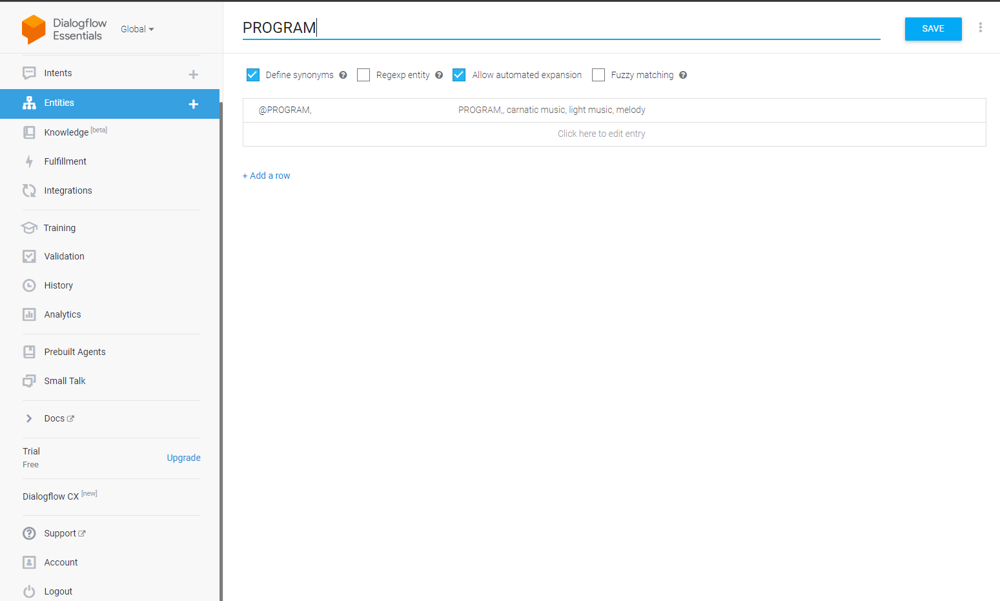 Dialogflow
Essentials
Global
Intents
Entities
Knowledge [beta]
Fulfillment
Integrations
Training
Validation
History
Analytics
Prebuilt Agents
Small Talk
Docs
Trial
Free
Upgrade
Dialogflow CX [new]
Support
Account
Logout
PROGRAM
SAVE
Define synonyms ? Regexp entity ? Allow automated expansion Fuzzy matching ?
@PROGRAM, PROGRAM,, carnatic music, light music, melody
Click here to edit entry
+ Add a row